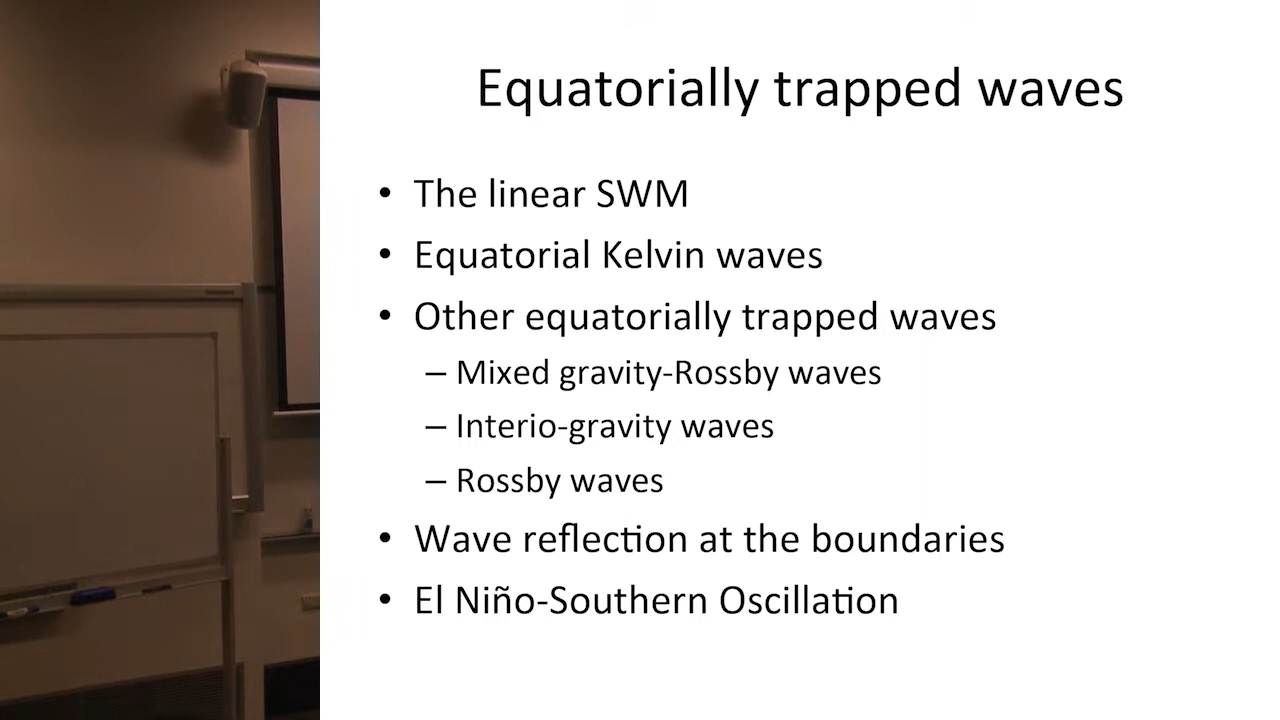 Equatorially trapped waves
• The linear SWM
• Equatorial Kelvin waves
• Other equatorially trapped waves
– Mixed gravity-Rossby waves
– Interio-gravity waves
– Rossby waves
• Wave reflection at the boundaries
• El Niño-Southern Oscillation